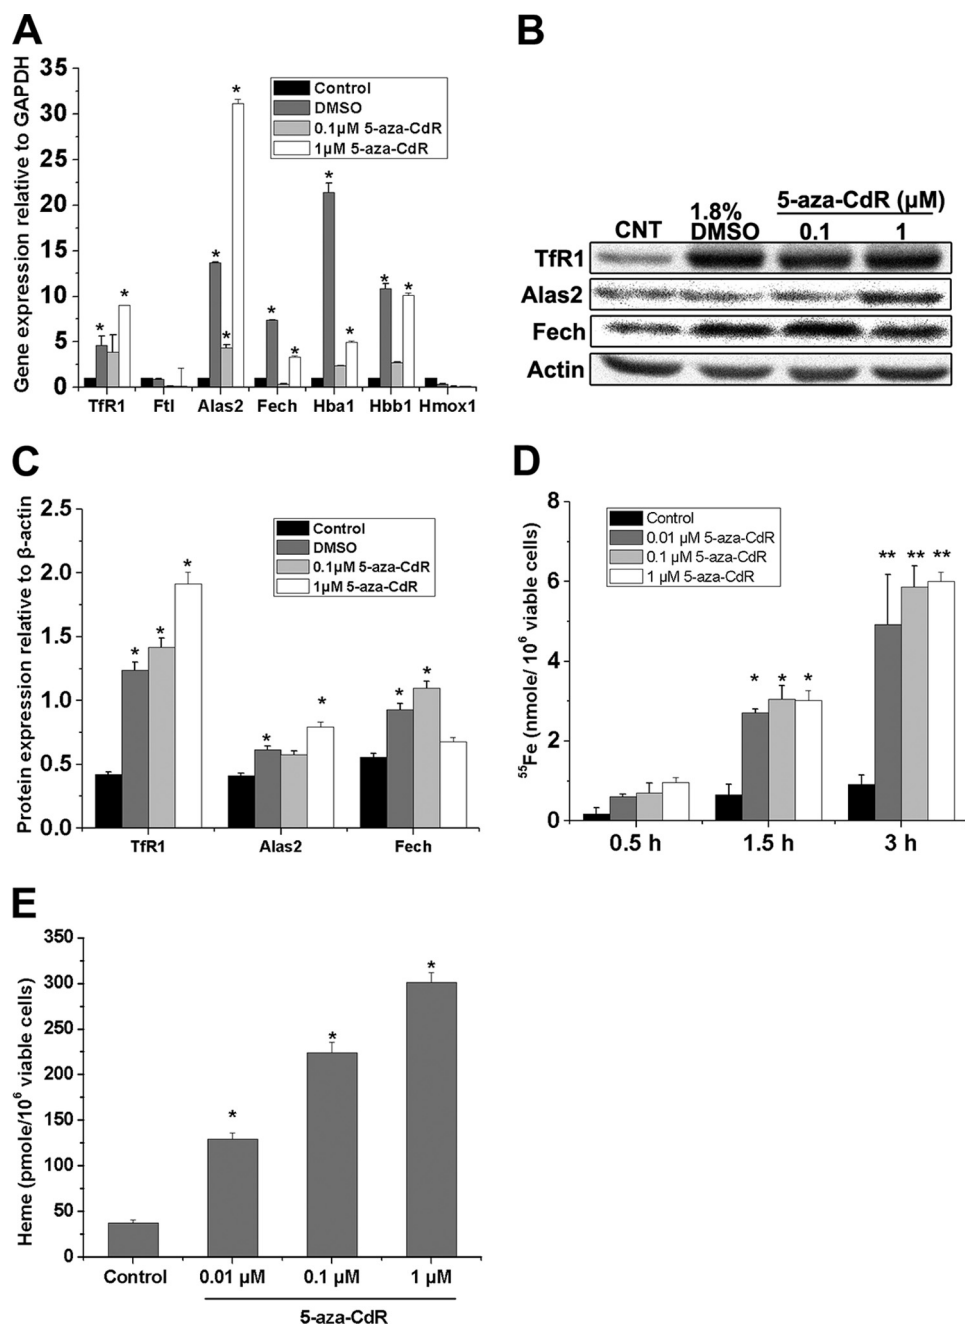 A
Gene expression relative to GAPDH
35
30
25
20
15
10
5
0
Control
DMSO
0.1µM 5-aza-CdR
1µM 5-aza-CdR
* * * * * * * * * * *
TfR1 Ftl Alas2 Fech Hba1 Hbb1 Hmox1
B
CNT 1.8% DMSO 5-aza-CdR (µM)
0.1 1
TfR1
Alas2
Fech
Actin
C
Protein expression relative to β-actin
2.5
2.0
1.5
1.0
0.5
0.0
Control
DMSO
0.1µM 5-aza-CdR
1µM 5-aza-CdR
* * * * * * *
TfR1 Alas2 Fech
D
⁵⁵Fe (nmole/ 10⁶ viable cells)
8
6
4
2
0
Control
0.01 µM 5-aza-CdR
0.1 µM 5-aza-CdR
1 µM 5-aza-CdR
* * * ** ** **
0.5 h 1.5 h 3 h
E
Heme (pmole/10⁶ viable cells)
350
300
250
200
150
100
50
0
* * *
Control 0.01 µM 0.1 µM 1 µM
5-aza-CdR